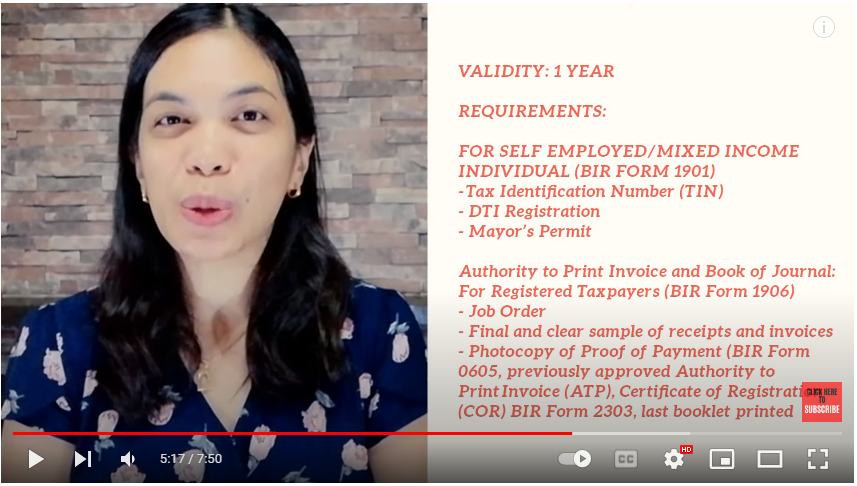 VALIDITY: 1 YEAR
REQUIREMENTS:
FOR SELF EMPLOYED/MIXED INCOME
INDIVIDUAL (BIR FORM 1901)
-Tax Identification Number (TIN)
- DTI Registration
- Mayor's Permit
Authority to Print Invoice and Book of Journal:
For Registered Taxpayers (BIR Form 1906)
- Job Order
- Final and clear sample of receipts and invoices
- Photocopy of Proof of Payment (BIR Form
0605, previously approved Authority to
Print Invoice (ATP), Certificate of
(COR) BIR Form 2303, last booklet printed
CLICK HERE
TO
SUBSCRIBE
5:17 / 7:50
CC
HD